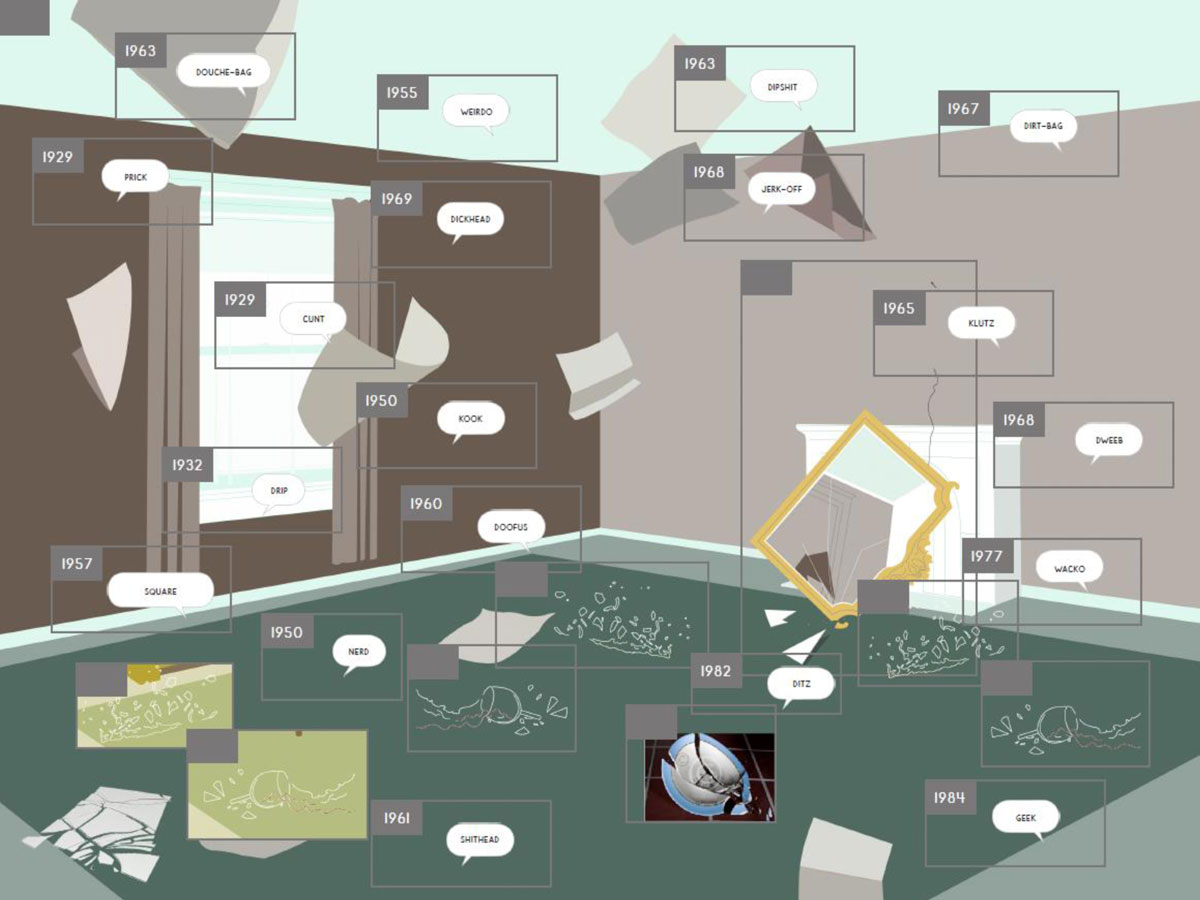 1963
DOUCHE-BAG
1955
WEIRDO
1963
DIPSHIT
1967
DIRT-BAG
1929
PRICK
1969
DICKHEAD
1968
JERK-OFF
1929
CUNT
1965
KLUTZ
1950
KOOK
1968
DWEEB
1932
DRIP
1960
DOOFUS
1957
SQUARE
1977
WACKO
1950
NERD
1982
DITZ
1961
SHITHEAD
1984
GEEK